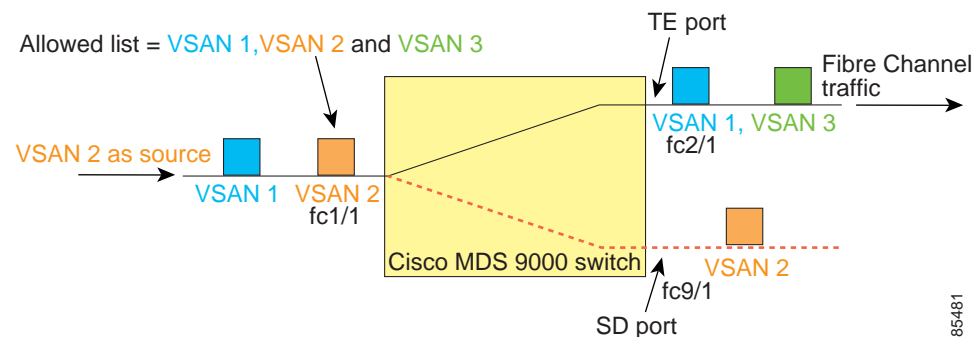 TE port
Allowed list = VSAN 1,VSAN 2 and VSAN 3
Fibre Channel
traffic
VSAN 2 as source
VSAN 1
VSAN 2
fc1/1
VSAN 1, VSAN 3
fc2/1
Cisco MDS 9000 switch
VSAN 2
fc9/1
SD port
85481